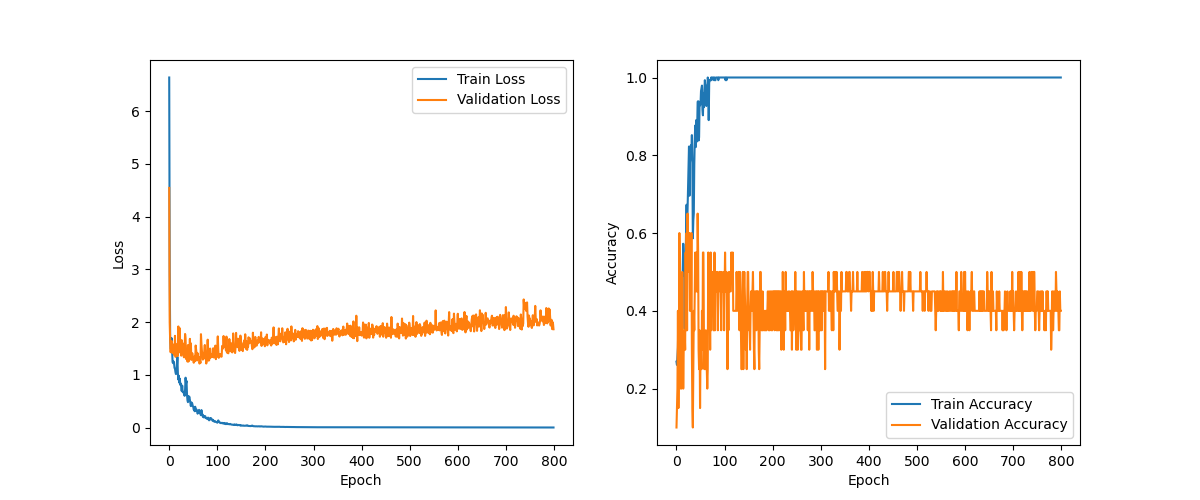 Train Loss
Validation Loss
6
5
4
3
2
1
0
Loss
0 100 200 300 400 500 600 700 800
Epoch
1.0
0.8
0.6
0.4
0.2
Accuracy
Train Accuracy
Validation Accuracy
0 100 200 300 400 500 600 700 800
Epoch